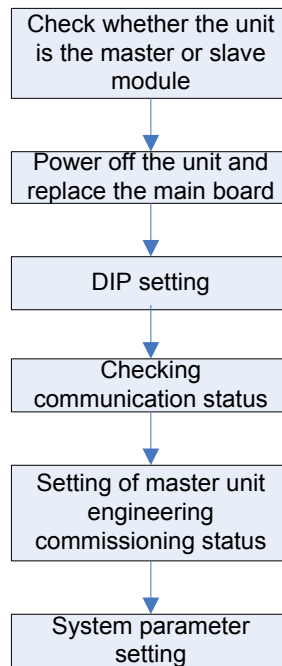 Check whether the unit
is the master or slave
module
Power off the unit and
replace the main board
DIP setting
Checking
communication status
Setting of master unit
engineering
commissioning status
System parameter
setting